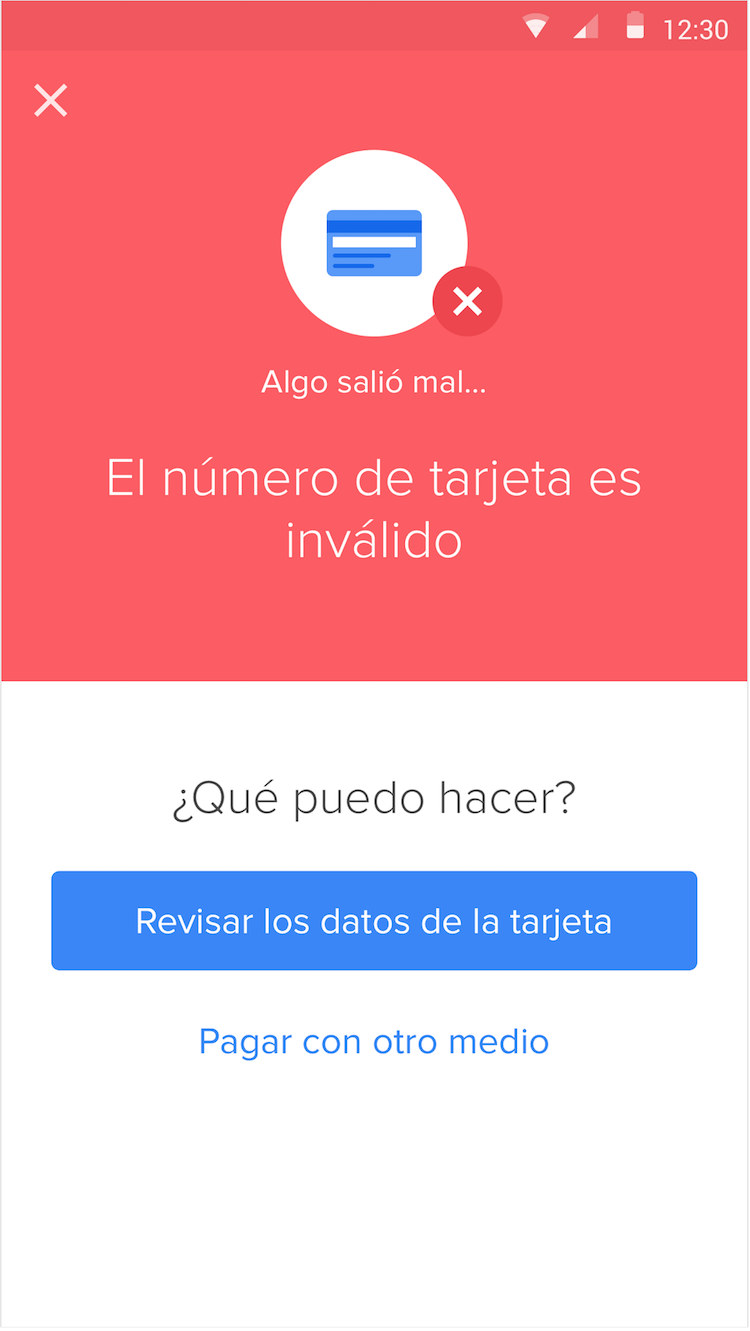 12:30
Algo salió mal...
El número de tarjeta es
inválido
¿Qué puedo hacer?
Revisar los datos de la tarjeta
Pagar con otro medio